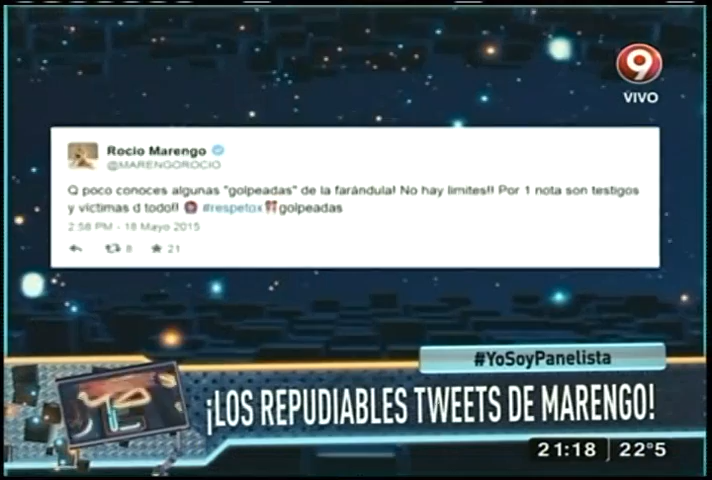 9
VIVO
Rocio Marengo
@MARENGOROCIO
Q poco conoces algunas "golpeadas" de la farándula! No hay limites!! Por 1 nota son testigos
y victimas d todo!! #respetox golpeadas
2:58 PM - 18 Mayo 2015
8 21
#YoSoyPanelista
¡LOS REPUDIABLES TWEETS DE MARENGO!
21:18 22°5